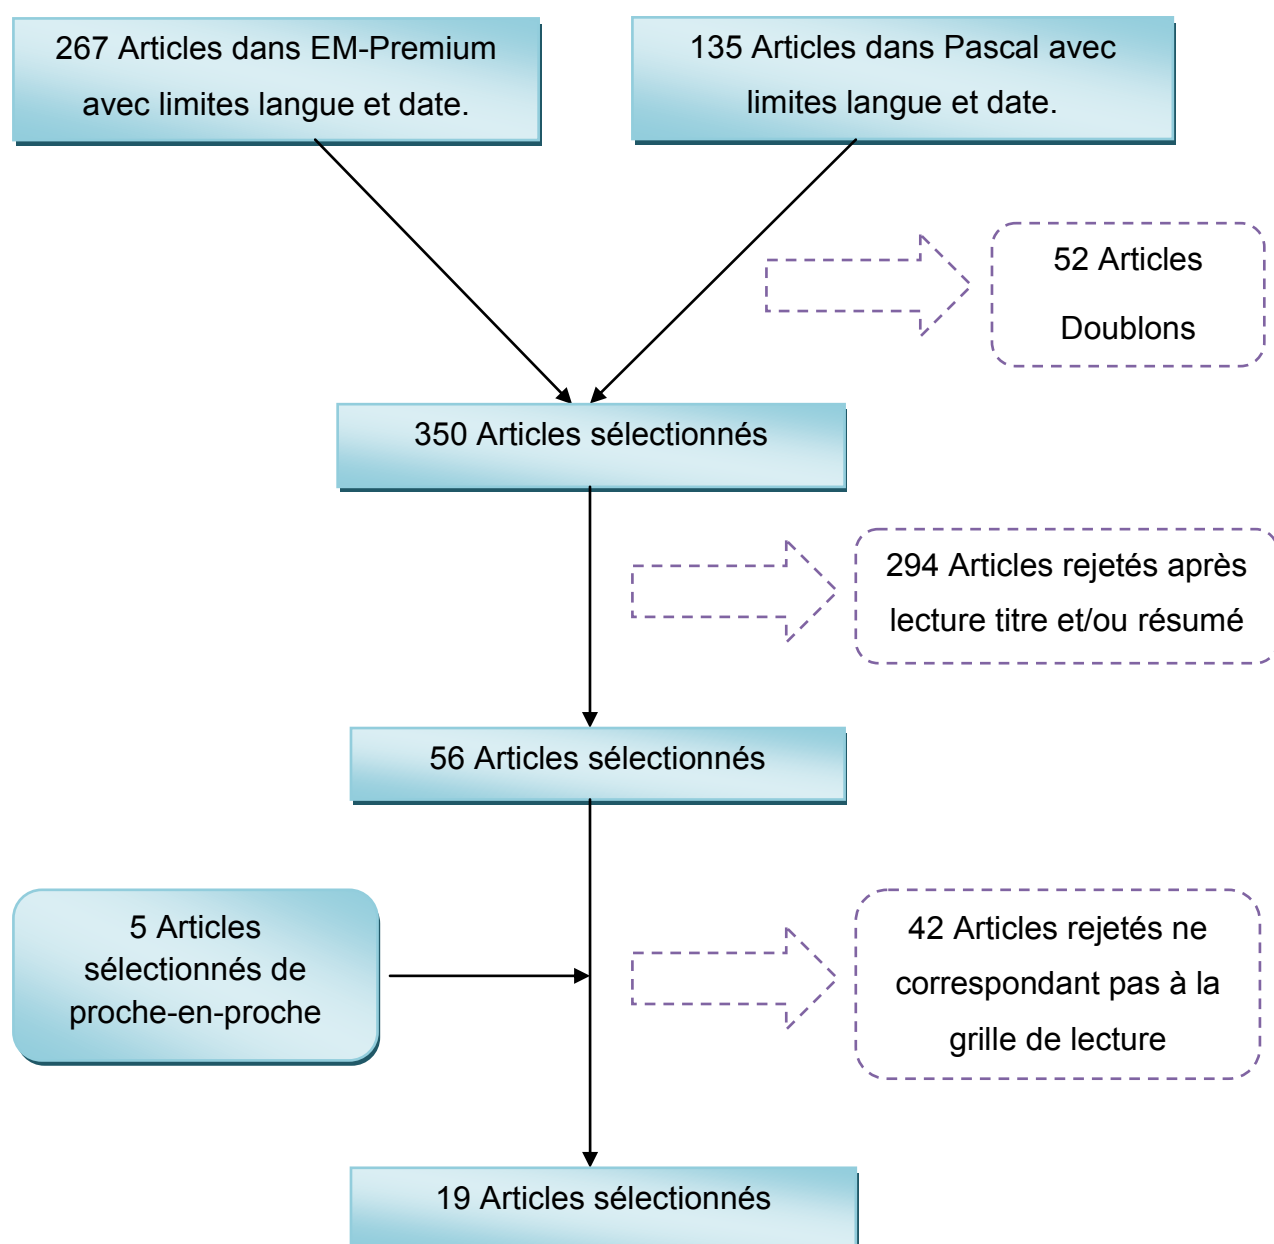 267 Articles dans EM-Premium
avec limites langue et date.
135 Articles dans Pascal avec
limites langue et date.
52 Articles
Doublons
350 Articles sélectionnés
294 Articles rejetés après
lecture titre et/ou résumé
56 Articles sélectionnés
5 Articles
sélectionnés de
proche-en-proche
42 Articles rejetés ne
correspondant pas à la
grille de lecture
19 Articles sélectionnés